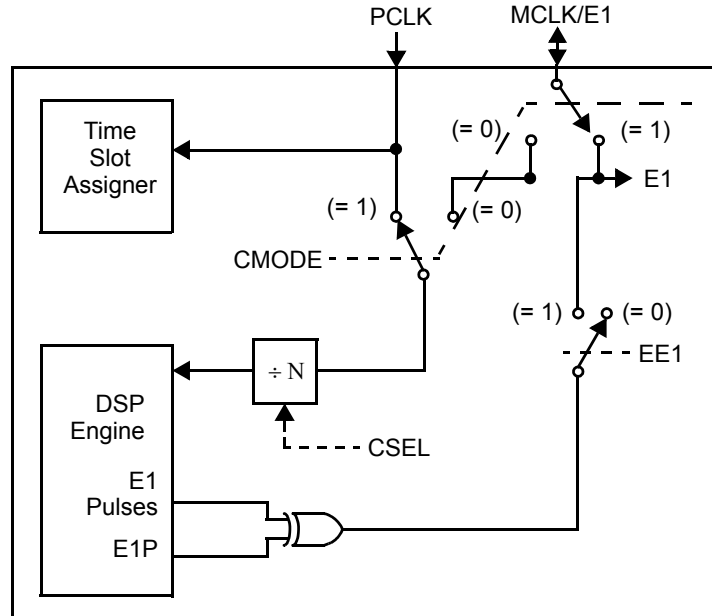 PCLK
MCLK/E1
Time
Slot
Assigner
(= 0)
(= 1)
E1
(= 1)
(= 0)
CMODE
(= 1)
(= 0)
EE1
÷ N
DSP
Engine
CSEL
E1
Pulses
E1P